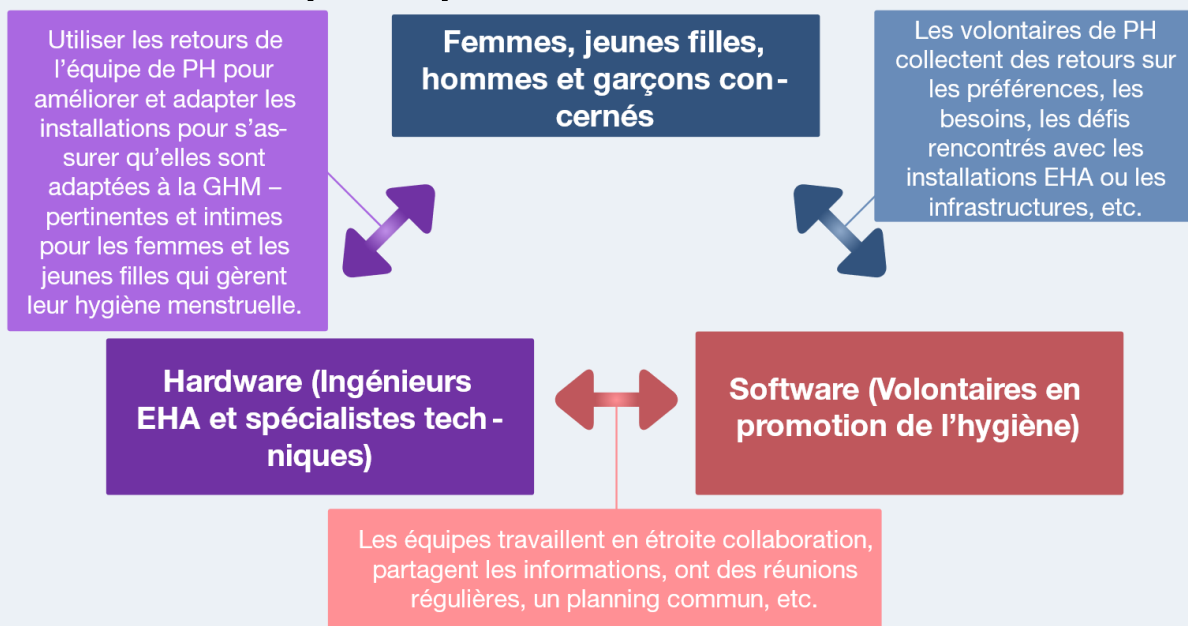 Utiliser les retours de
l’équipe de PH pour
améliorer et adapter les
installations pour s’as-
surer qu’elles sont
adaptées à la GHM –
pertinentes et intimes
pour les femmes et les
jeunes filles qui gèrent
leur hygiène menstruelle.
Femmes, jeunes filles,
hommes et garçons con-
cernés
Les volontaires de PH
collectent des retours sur
les préférences, les
besoins, les défis
rencontrés avec les
installations EHA ou les
infrastructures, etc.
Hardware (Ingénieurs
EHA et spécialistes tech-
niques)
Software (Volontaires en
promotion de l’hygiène)
Les équipes travaillent en étroite collaboration,
partagent les informations, ont des réunions
régulières, un planning commun, etc.